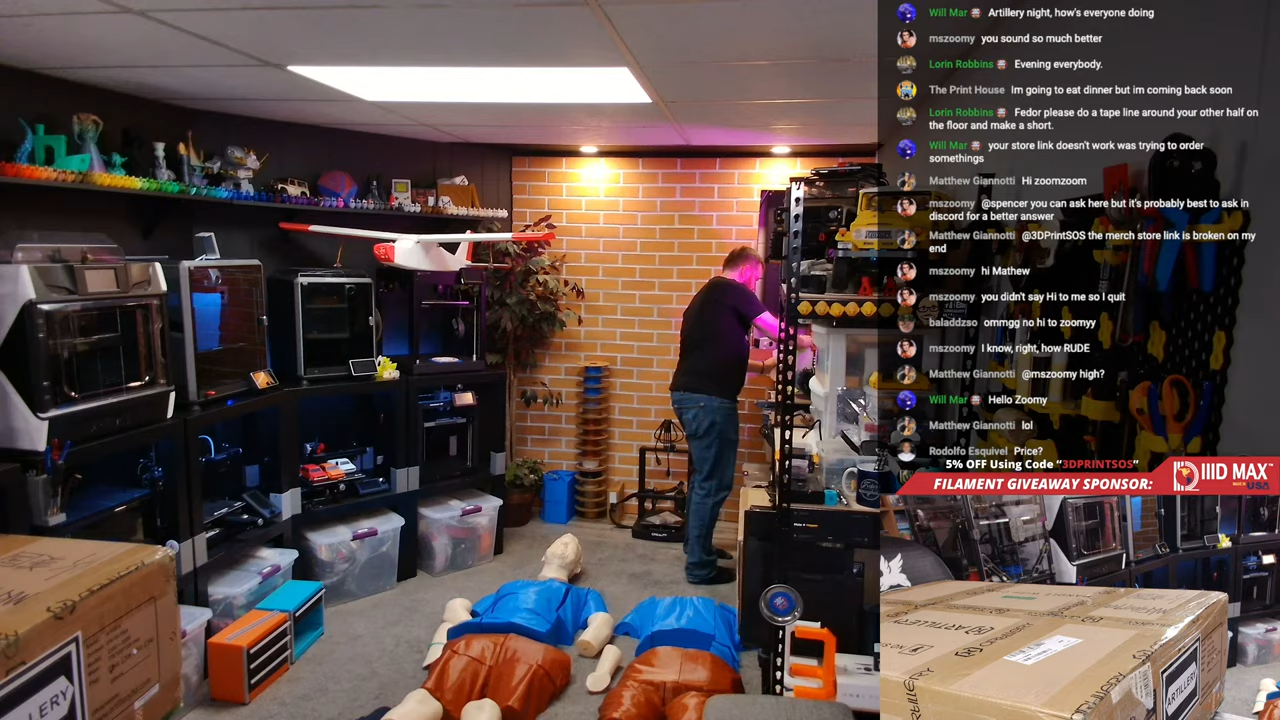 Will Mar Artillery night, how's everyone doing
mszoomy you sound so much better
Lorin Robbins Evening everybody.
The Print House Im going to eat dinner but im coming back soon
Lorin Robbins Fedor please do a tape line around your other half on
the floor and make a short.
Will Mar your store link doesn't work was trying to order
somethings
Matthew Giannotti Hi zoomzoom
mszoomy @spencer you can ask here but it's probably best to ask in
discord for a better answer
Matthew Giannotti @3DPrintSOS the merch store link is broken on my
end
mszoomy hi Mathew
mszoomy you didn't say Hi to me so I quit
baladdzso ommgg no hi to zoomyy
mszoomy I know, right, how RUDE
Matthew Giannotti @mszoomy high?
Will Mar Hello Zoomy
Matthew Giannotti lol
Rodolfo Esquivel Price?
5% OFF Using Code "3DPRINTSOS"
FILAMENT GIVEAWAY SPONSOR:
IIID MAX
MADE IN USA
ARTILLERY
ARTILLERY
ARTILLERY
ARTILLERY